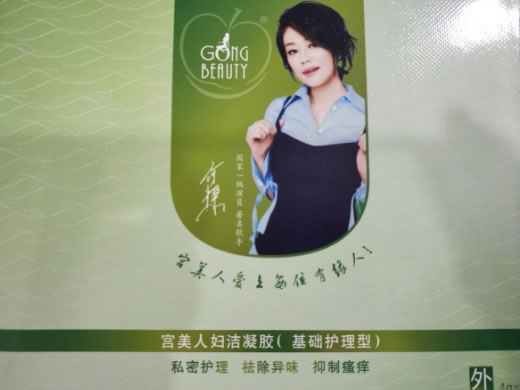 GONG
BEAUTY
®
国家一级演员 著名歌手
宫美人爱上每位有缘人！
宫美人妇洁凝胶（基础护理型）
私密护理 祛除异味 抑制瘙痒
外